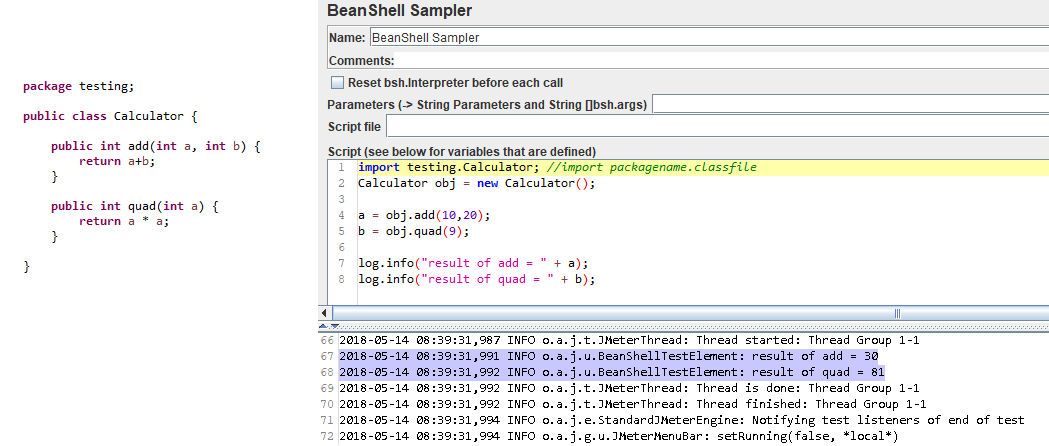 package testing;
public class Calculator {
public int add(int a, int b) {
return a+b;
}
public int quad(int a) {
return a * a;
}
}
BeanShell Sampler
Name: BeanShell Sampler
Comments:
Reset bsh.Interpreter before each call
Parameters (-> String Parameters and String []bsh.args)
Script file
Script (see below for variables that are defined)
1 import testing.Calculator; //import packagename.classfile
2 Calculator obj = new Calculator();
3
4 a = obj.add(10,20);
5 b = obj.quad(9);
6
7 log.info("result of add = " + a);
8 log.info("result of quad = " + b);
66 2018-05-14 08:39:31,987 INFO o.a.j.t.JMeterThread: Thread started: Thread Group 1-1
67 2018-05-14 08:39:31,991 INFO o.a.j.u.BeanShellTestElement: result of add = 30
68 2018-05-14 08:39:31,992 INFO o.a.j.u.BeanShellTestElement: result of quad = 81
69 2018-05-14 08:39:31,992 INFO o.a.j.t.JMeterThread: Thread is done: Thread Group 1-1
70 2018-05-14 08:39:31,992 INFO o.a.j.t.JMeterThread: Thread finished: Thread Group 1-1
71 2018-05-14 08:39:31,994 INFO o.a.j.e.StandardJMeterEngine: Notifying test listeners of end of test
72 2018-05-14 08:39:31,994 INFO o.a.j.g.u.JMeterMenuBar: setRunning(false, *local*)